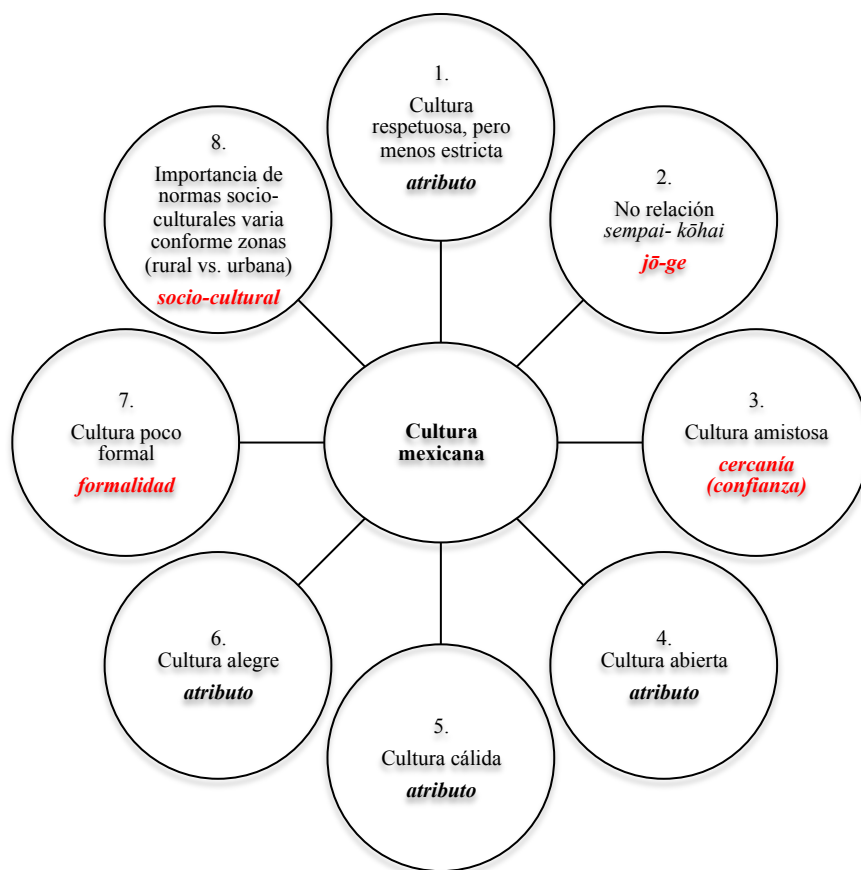 1.
Cultura
respetuosa, pero
menos estricta
atributo
2.
No relación
sempai- kōhai
jō-ge
3.
Cultura amistosa
cercanía
(confianza)
4.
Cultura abierta
atributo
5.
Cultura cálida
atributo
6.
Cultura alegre
atributo
7.
Cultura poco
formal
formalidad
8.
Importancia de
normas socio-
culturales varia
conforme zonas
(rural vs. urbana)
socio-cultural
Cultura
mexicana